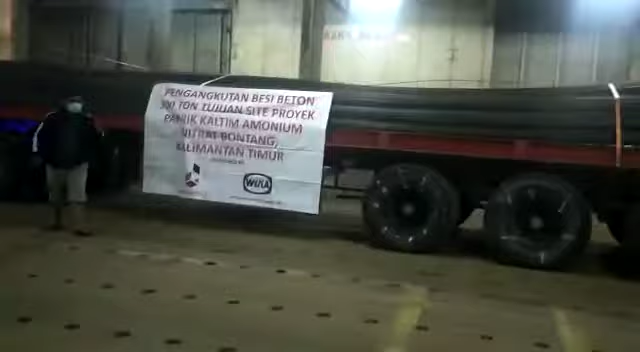 PENGANGKUTAN BESI BETON
300 TON TUJUAN SITE PROYEK
PABRIK KALTIM AMONIUM
NITRAT BONTANG,
KALIMANTAN TIMUR
WIKA